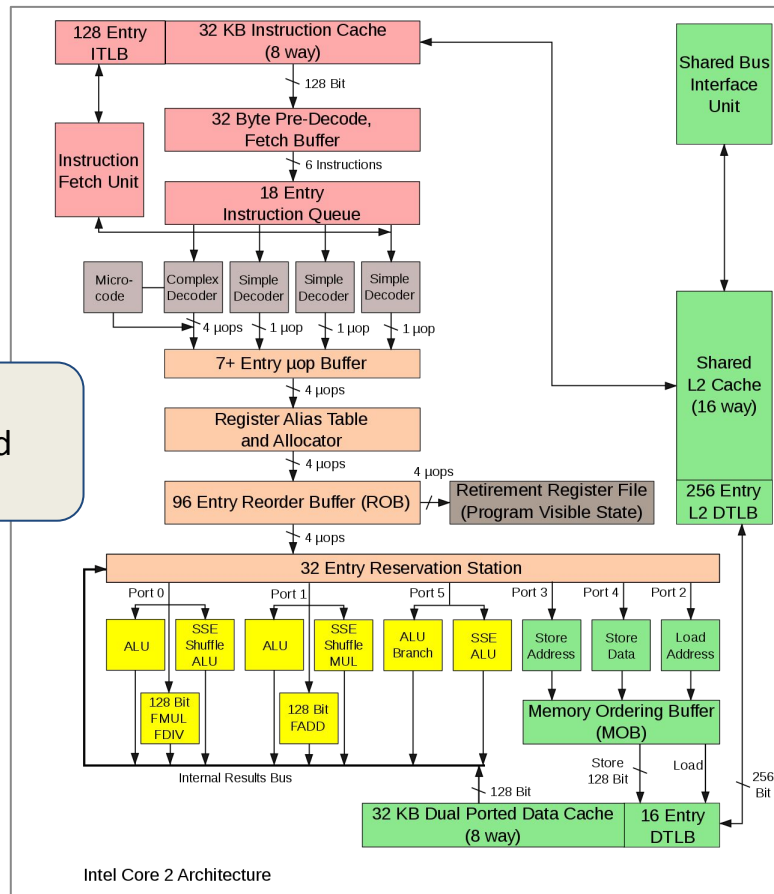 128 Entry
ITLB
32 KB Instruction Cache
(8 way)
Shared Bus
Interface
Unit
128 Bit
32 Byte Pre-Decode,
Fetch Buffer
Instruction
Fetch Unit
6 Instructions
18 Entry
Instruction Queue
Micro-
code
Complex
Decoder
Simple
Decoder
Simple
Decoder
Simple
Decoder
4 µops
1 µop
1 µop
1 µop
Shared
L2 Cache
(16 way)
7+ Entry µop Buffer
4 µops
Register Alias Table
and Allocator
d
4 µops
4 µops
96 Entry Reorder Buffer (ROB)
Retirement Register File
(Program Visible State)
256 Entry
L2 DTLB
4 µops
32 Entry Reservation Station
Port 0
Port 1
Port 5
Port 3
Port 4
Port 2
ALU
SSE
Shuffle
ALU
ALU
SSE
Shuffle
MUL
ALU
Branch
SSE
ALU
Store
Address
Store
Data
Load
Address
128 Bit
FMUL
FDIV
128 Bit
FADD
Memory Ordering Buffer
(MOB)
Internal Results Bus
Store
128 Bit
Load
128 Bit
256
Bit
32 KB Dual Ported Data Cache
(8 way)
16 Entry
DTLB
Intel Core 2 Architecture